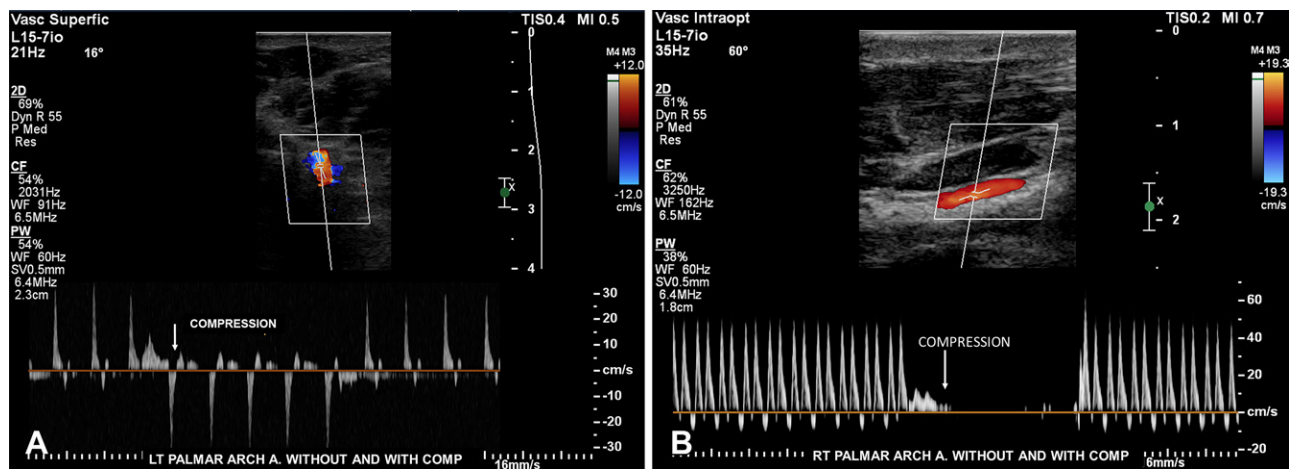 Vasc Superfic
TIS0.4 MI 0.5
L15-7io
21Hz 16°
0
M4 M3
+12.0
2D
69%
Dyn R 55
P Med
Res
1
2
CF
54%
2031Hz
WF 91Hz
6.5MHz
x
-12.0
cm/s
3
PW
54%
WF 60Hz
SV0.5mm
6.4MHz
2.3cm
4
30
20
10
cm/s
-10
-20
-30
COMPRESSION
A
LT PALMAR ARCH A. WITHOUT AND WITH COMP
16mm/s
Vasc Intraopt
TIS0.2 MI 0.7
L15-7io
35Hz 60°
0
M4 M3
+19.3
2D
61%
Dyn R 55
P Med
Res
1
CF
62%
3250Hz
WF 162Hz
6.5MHz
x
-19.3
cm/s
2
PW
38%
WF 60Hz
SV0.5mm
6.4MHz
1.8cm
60
40
20
cm/s
-20
COMPRESSION
B
RT PALMAR ARCH A. WITHOUT AND WITH COMP
6mm/s